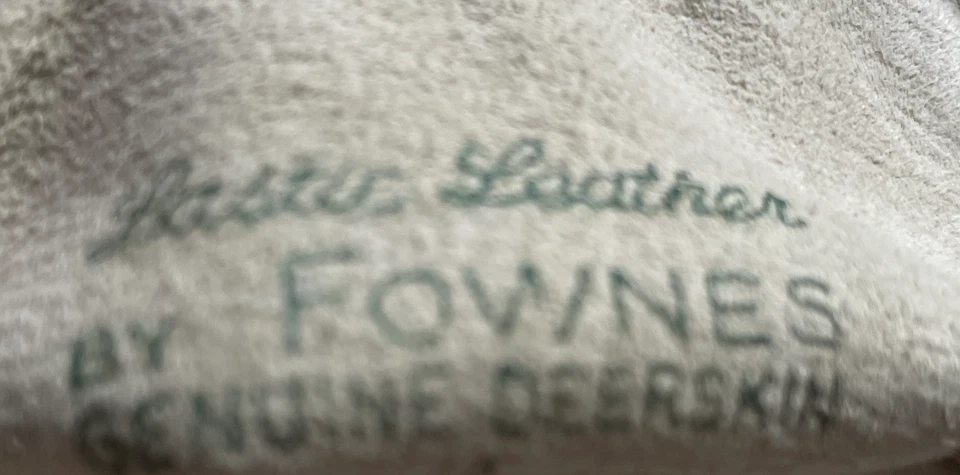 Leather
BY FOWNES
GENUINE DEERSKIN